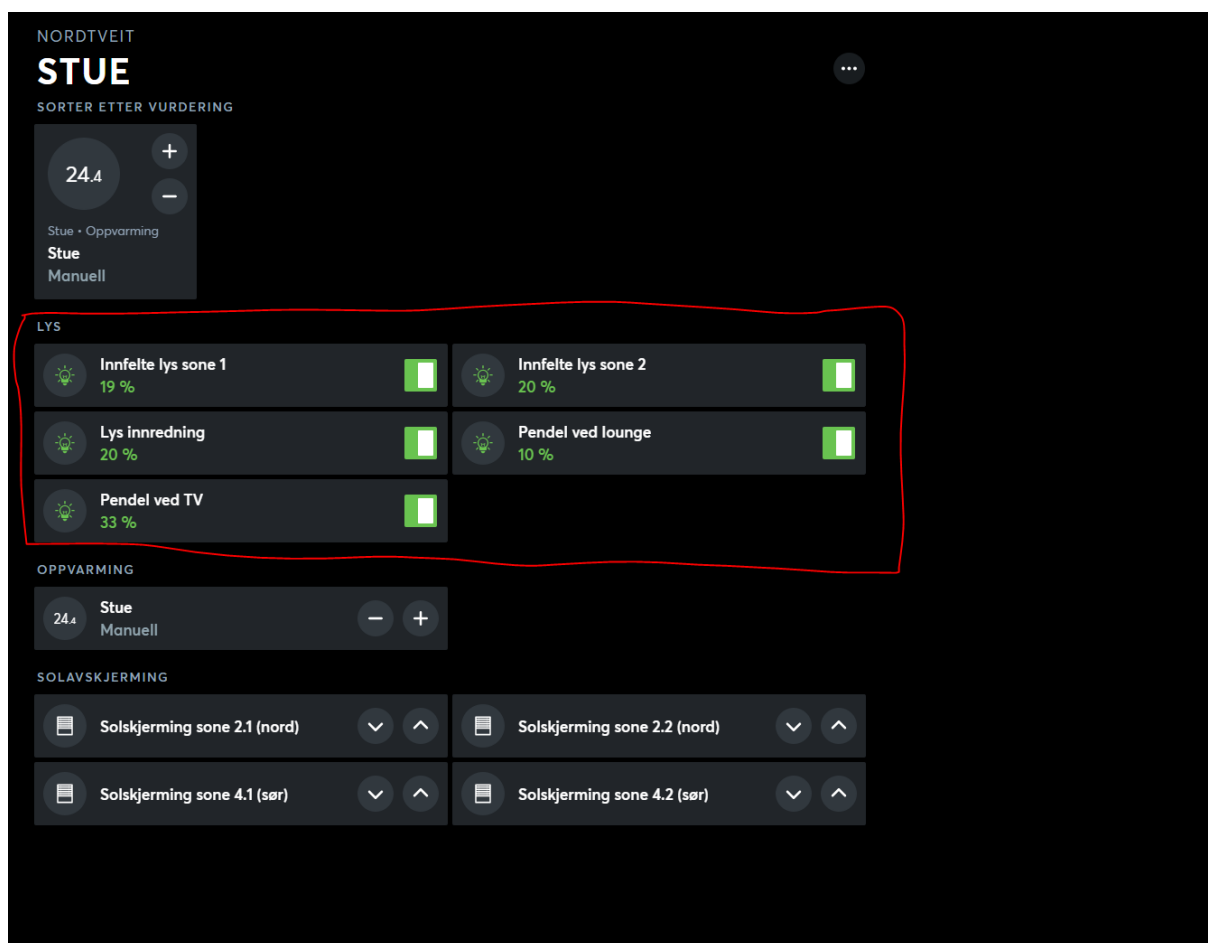 NORDTVEIT
STUE
SORTER ETTER VURDERING
24.4
Stue • Oppvarming
Stue
Manuell
LYS
Innfelte lys sone 1
19 %
Innfelte lys sone 2
20 %
Lys innredning
20 %
Pendel ved lounge
10 %
Pendel ved TV
33 %
OPPVARMING
24.4
Stue
Manuell
SOLAVSKJERMING
Solskjerming sone 2.1 (nord)
Solskjerming sone 2.2 (nord)
Solskjerming sone 4.1 (sør)
Solskjerming sone 4.2 (sør)